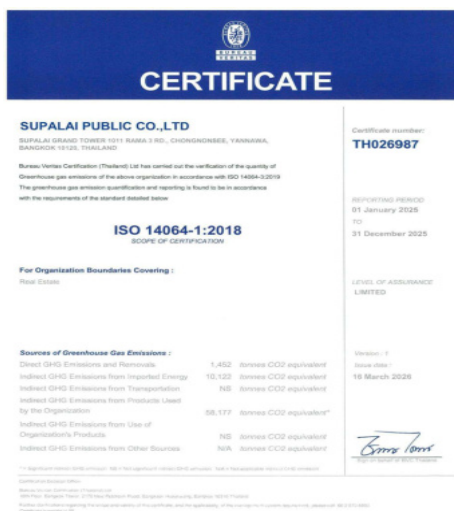 BUREAU
VERITAS
CERTIFICATE
SUPALAI PUBLIC CO.,LTD
SUPALAI GRAND TOWER 1011 RAMA 3 RD., CHONGNONSEE, YANNAWA,
BANGKOK 10120, THAILAND
Bureau Veritas Certification (Thailand) Ltd has carried out the verification of the quantity of
Greenhouse gas emissions of the above organization in accordance with ISO 14064-3:2019
The greenhouse gas emission quantification and reporting is found to be in accordance
with the requirements of the standard detailed below
ISO 14064-1:2018
SCOPE OF CERTIFICATION
For Organization Boundaries Covering :
Real Estate
Sources of Greenhouse Gas Emissions :
Direct GHG Emissions and Removals 1,452 tonnes CO2 equivalent
Indirect GHG Emissions from Imported Energy 10,122 tonnes CO2 equivalent
Indirect GHG Emissions from Transportation NS tonnes CO2 equivalent
Indirect GHG Emissions from Products Used
by the Organization 58,177 tonnes CO2 equivalent*
Indirect GHG Emissions from Use of
Organization's Products NS tonnes CO2 equivalent
Indirect GHG Emissions from Other Sources N/A tonnes CO2 equivalent
Certificate number:
TH026987
REPORTING PERIOD
01 January 2025
TO
31 December 2025
LEVEL OF ASSURANCE
LIMITED
Version : 1
Issue date :
16 March 2026